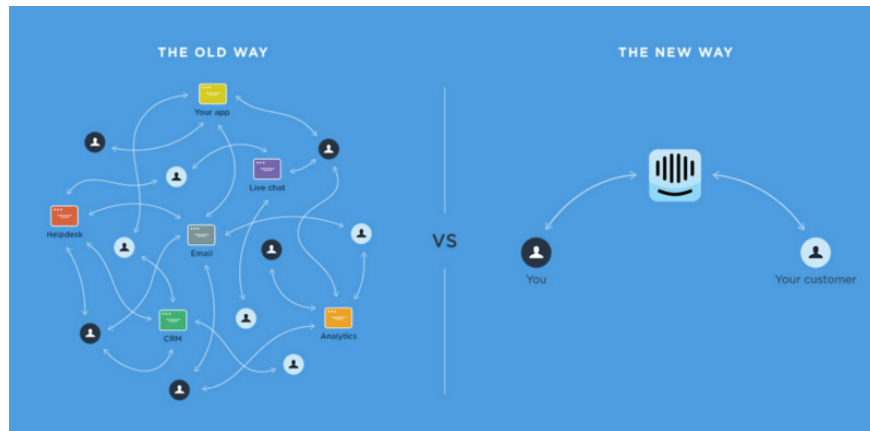 THE OLD WAY
Your app
Live chat
Helpdesk
Email
CRM
Analytics
VS
THE NEW WAY
You
Your customer